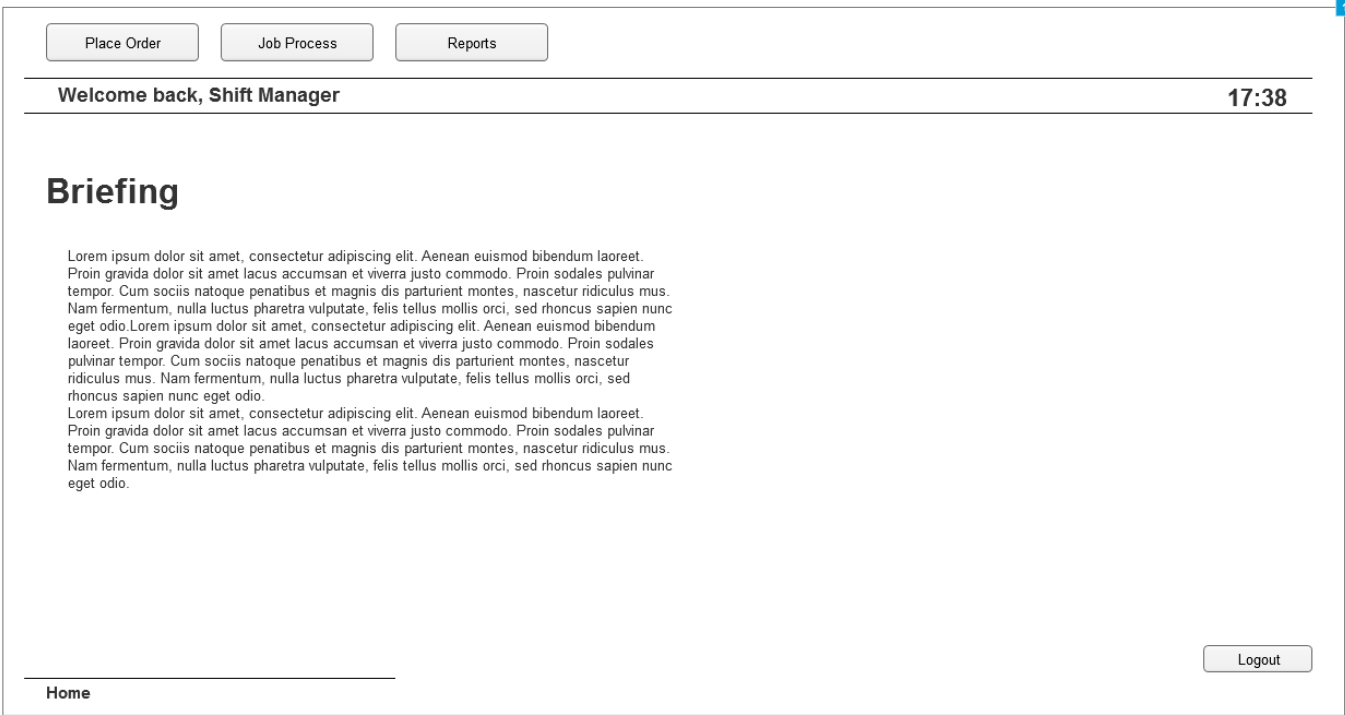 Place Order
Job Process
Reports
Welcome back, Shift Manager
17:38
Briefing
Lorem ipsum dolor sit amet, consectetur adipiscing elit. Aenean euismod bibendum laoreet.
Proin gravida dolor sit amet lacus accumsan et viverra justo commodo. Proin sodales pulvinar
tempor. Cum sociis natoque penatibus et magnis dis parturient montes, nascetur ridiculus mus.
Nam fermentum, nulla luctus pharetra vulputate, felis tellus mollis orci, sed rhoncus sapien nunc
eget odio.Lorem ipsum dolor sit amet, consectetur adipiscing elit. Aenean euismod bibendum
laoreet. Proin gravida dolor sit amet lacus accumsan et viverra justo commodo. Proin sodales
pulvinar tempor. Cum sociis natoque penatibus et magnis dis parturient montes, nascetur
ridiculus mus. Nam fermentum, nulla luctus pharetra vulputate, felis tellus mollis orci, sed
rhoncus sapien nunc eget odio.
Lorem ipsum dolor sit amet, consectetur adipiscing elit. Aenean euismod bibendum laoreet.
Proin gravida dolor sit amet lacus accumsan et viverra justo commodo. Proin sodales pulvinar
tempor. Cum sociis natoque penatibus et magnis dis parturient montes, nascetur ridiculus mus.
Nam fermentum, nulla luctus pharetra vulputate, felis tellus mollis orci, sed rhoncus sapien nunc
eget odio.
Logout
Home